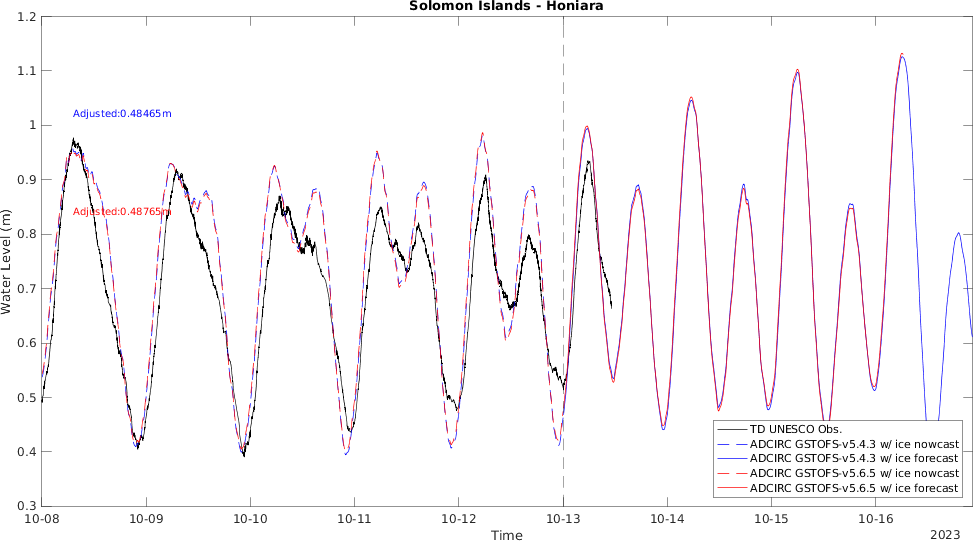 Solomon Islands - Honiara
1.2
1.1
1
0.9
0.8
0.7
0.6
0.5
0.4
0.3
Water Level (m)
Adjusted:0.48465m
Adjusted:0.48765m
TD UNESCO Obs.
ADCIRC GSTOFS-v5.4.3 w/ ice nowcast
ADCIRC GSTOFS-v5.4.3 w/ ice forecast
ADCIRC GSTOFS-v5.6.5 w/ ice nowcast
ADCIRC GSTOFS-v5.6.5 w/ ice forecast
10-08 10-09 10-10 10-11 10-12 10-13 10-14 10-15 10-16
Time
2023